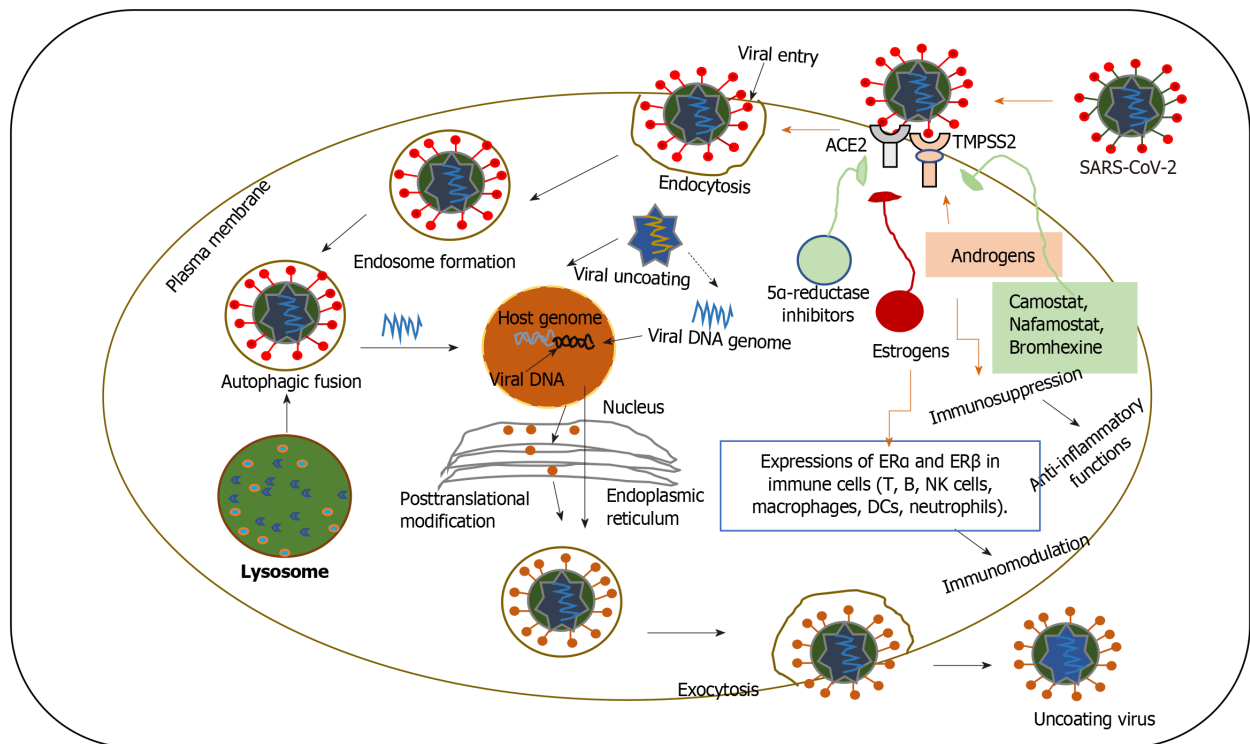 Viral entry
ACE2
TMPSS2
SARS-CoV-2
Endocytosis
Plasma membrane
Endosome formation
Viral uncoating
Androgens
5α-reductase
inhibitors
Camostat,
Nafamostat,
Bromhexine
Host genome
Viral DNA genome
Estrogens
Autophagic fusion
Viral DNA
Immunosuppression
Nucleus
Anti-inflammatory
functions
Expressions of ERα and ERβ in
immune cells (T, B, NK cells,
macrophages, DCs, neutrophils).
Posttranslational
modification
Endoplasmic
reticulum
Lysosome
Immunomodulation
Exocytosis
Uncoating virus